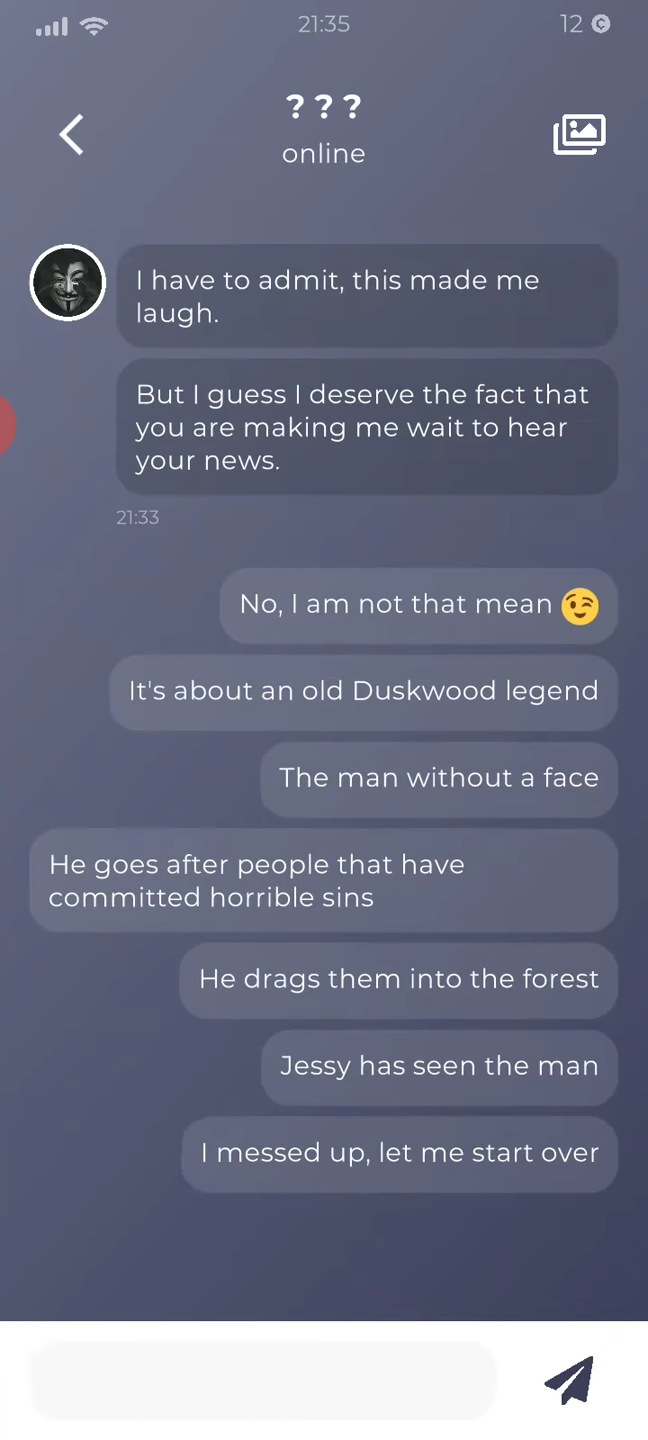 21:35
12
? ? ?
online
I have to admit, this made me
laugh.
But I guess I deserve the fact that
you are making me wait to hear
your news.
21:33
No, I am not that mean 😉
It's about an old Duskwood legend
The man without a face
He goes after people that have
committed horrible sins
He drags them into the forest
Jessy has seen the man
I messed up, let me start over